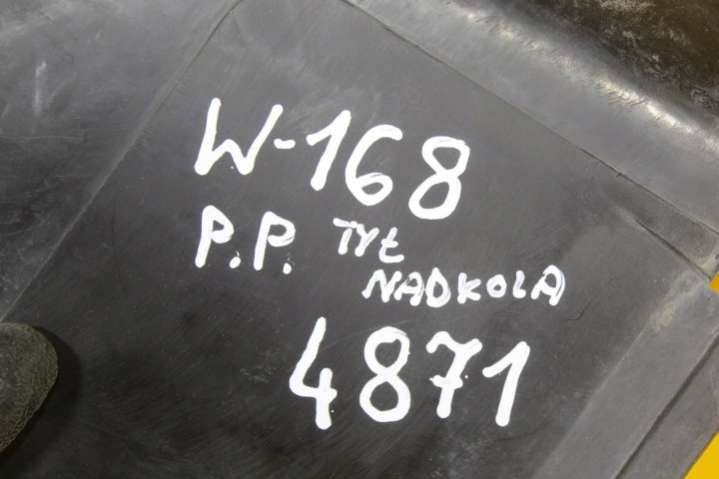 W-168
P.P. TYŁ
NADKOLA
4871